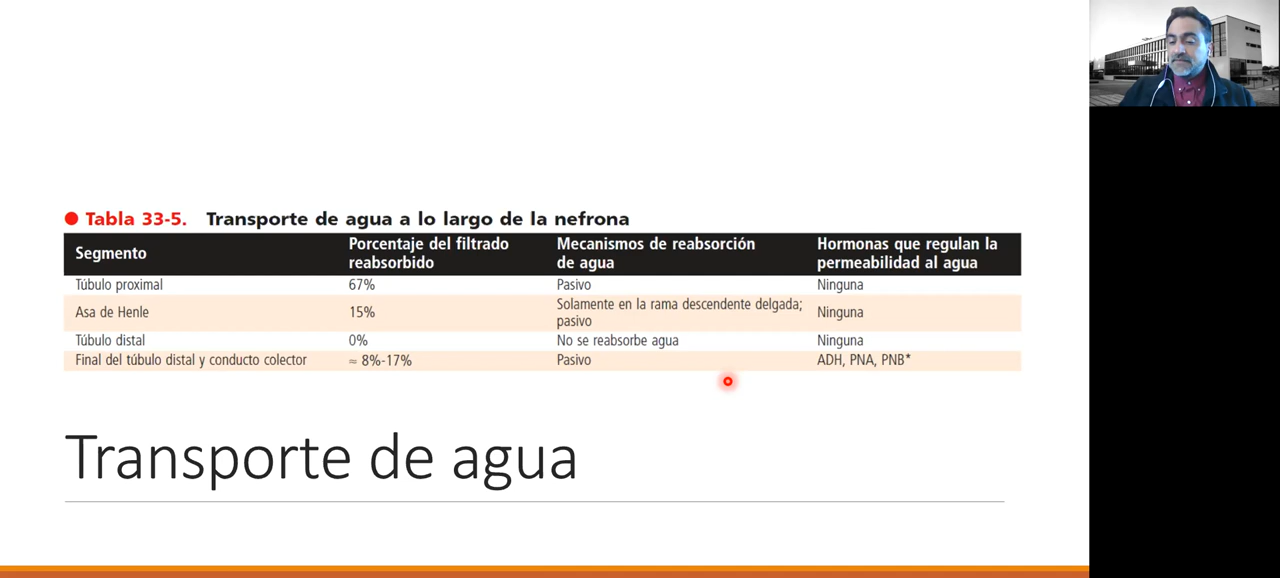 Tabla 33-5. Transporte de agua a lo largo de la nefrona
Segmento
Porcentaje del filtrado
reabsorbido
Mecanismos de reabsorción
de agua
Hormonas que regulan la
permeabilidad al agua
Túbulo proximal
67%
Pasivo
Ninguna
Asa de Henle
15%
Solamente en la rama descendente delgada;
pasivo
Ninguna
Túbulo distal
0%
No se reabsorbe agua
Ninguna
Final del túbulo distal y conducto colector
≈ 8%-17%
Pasivo
ADH, PNA, PNB*
Transporte de agua